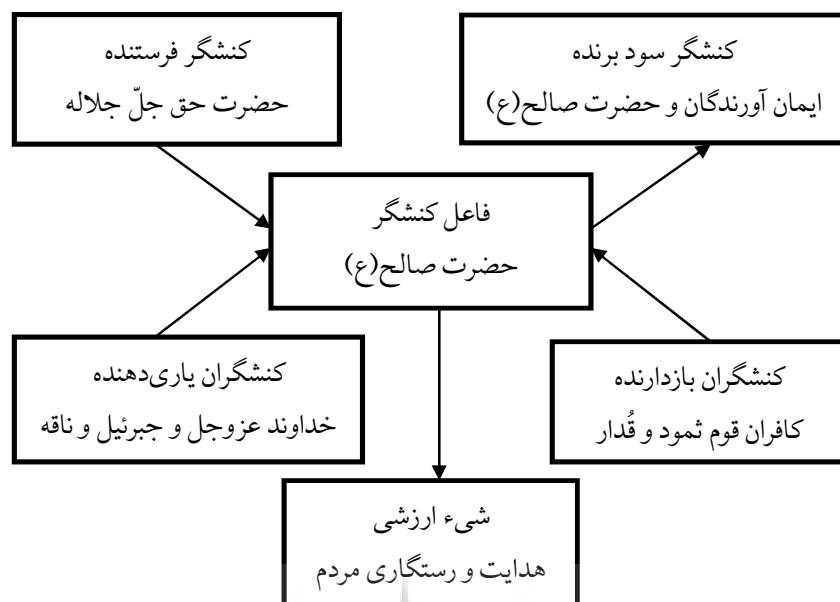 کنشگر فرستنده
حضرت حق جلّ جلاله
کنشگر سود برنده
ایمان آورندگان و حضرت صالح(ع)
فاعل کنشگر
حضرت صالح(ع)
کنشگران یاری‌دهنده
خداوند عزوجل و جبرئیل و ناقه
کنشگران بازدارنده
کافران قوم ثمود و قُدار
شیء ارزشی
هدایت و رستگاری مردم